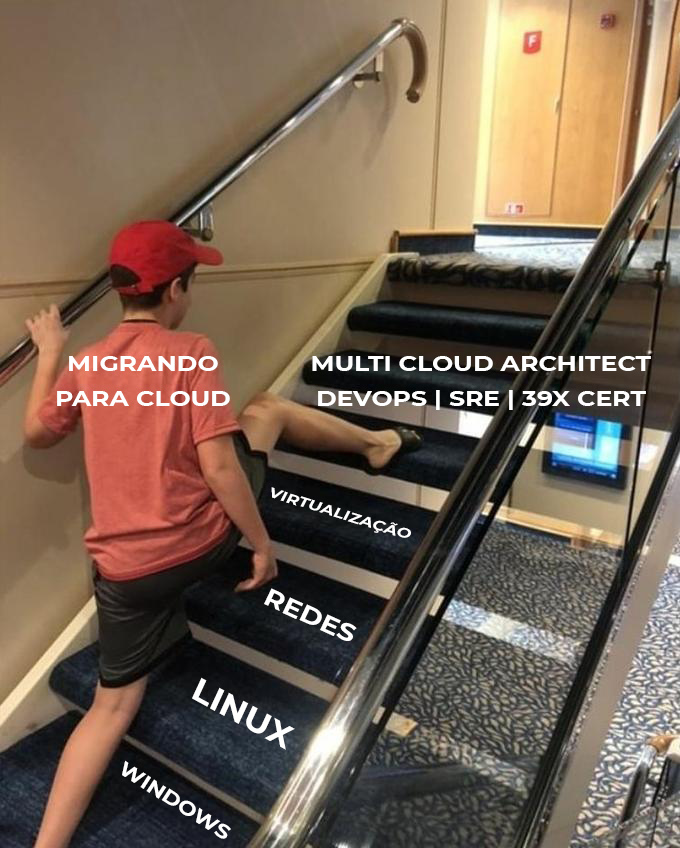 MIGRANDO
PARA CLOUD
MULTI CLOUD ARCHITECT
DEVOPS | SRE | 39X CERT
VIRTUALIZAÇÃO
REDES
LINUX
WINDOWS
F